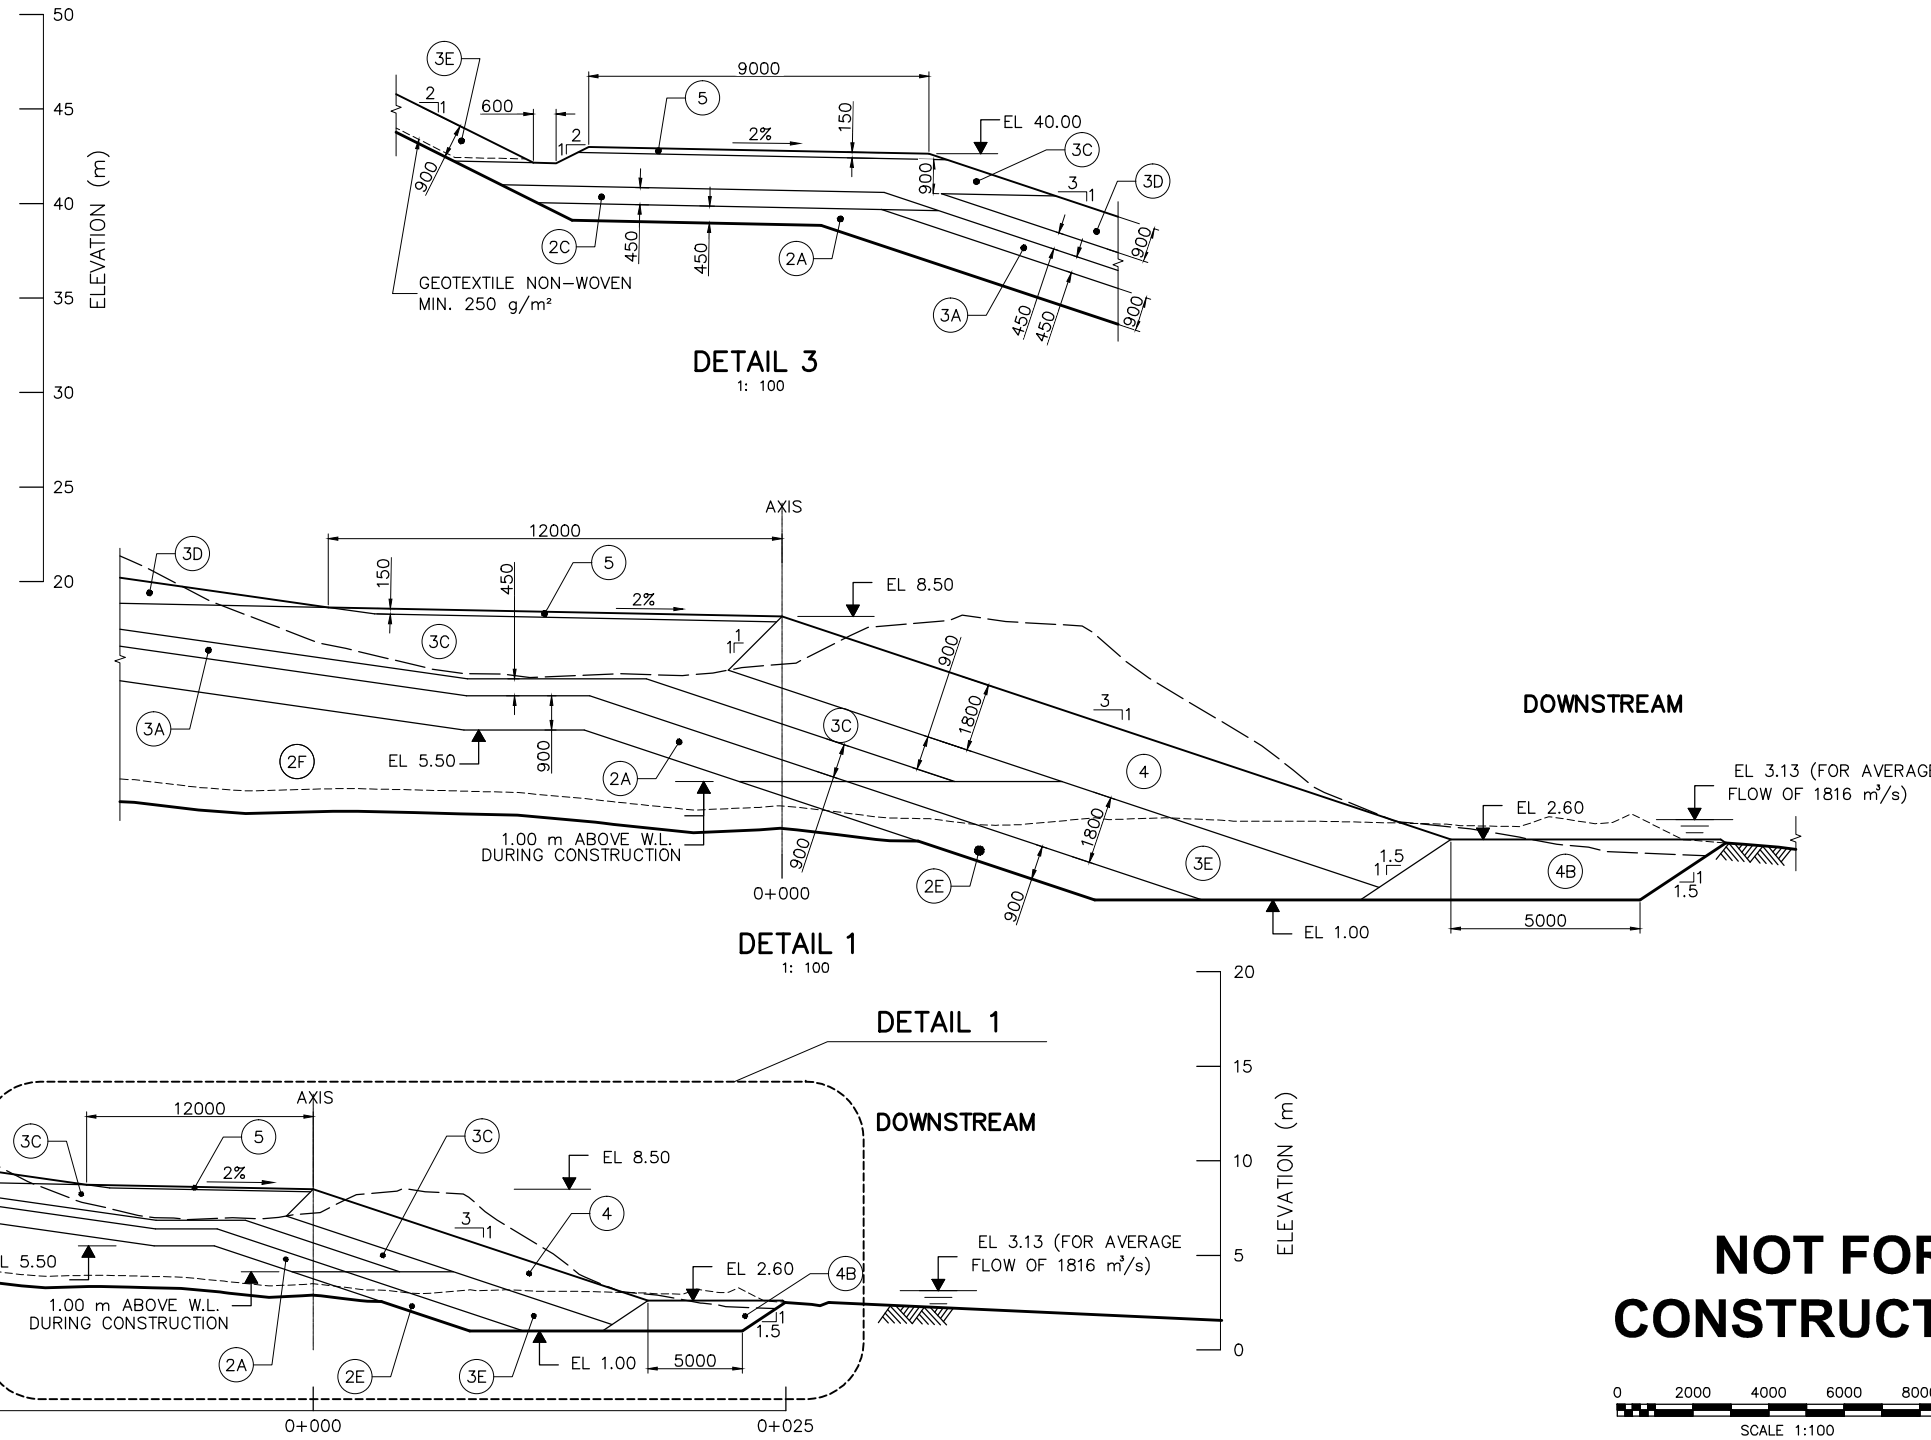 50
45
40
35
30
25
20
ELEVATION (m)
3E
2
1
600
9000
5
150
1
2
2%
EL 40.00
3C
900
3
1
3D
900
900
2C
450
450
2A
3A
450
450
900
GEOTEXTILE NON-WOVEN
MIN. 250 g/m²
DETAIL 3
1: 100
AXIS
12000
3D
150
450
5
2%
EL 8.50
3C
1
1
900
1800
3
1
DOWNSTREAM
3A
3C
EL 5.50
900
2F
2A
4
EL 3.13 (FOR AVERAGE
FLOW OF 1816 m³/s)
EL 2.60
1.00 m ABOVE W.L.
DURING CONSTRUCTION
900
1800
3E
1.5
1
4B
1
1.5
2E
900
0+000
EL 1.00
5000
DETAIL 1
1: 100
20
15
10
5
0
ELEVATION (m)
DETAIL 1
AXIS
12000
3C
5
3C
DOWNSTREAM
2%
EL 8.50
4
3
1
EL 3.13 (FOR AVERAGE
FLOW OF 1816 m³/s)
5.50
EL 2.60
4B
1.00 m ABOVE W.L.
DURING CONSTRUCTION
1
1.5
2A
2E
3E
EL 1.00
5000
0+000
0+025
NOT FOR
CONSTRUCT
0 2000 4000 6000 8000
SCALE 1:100